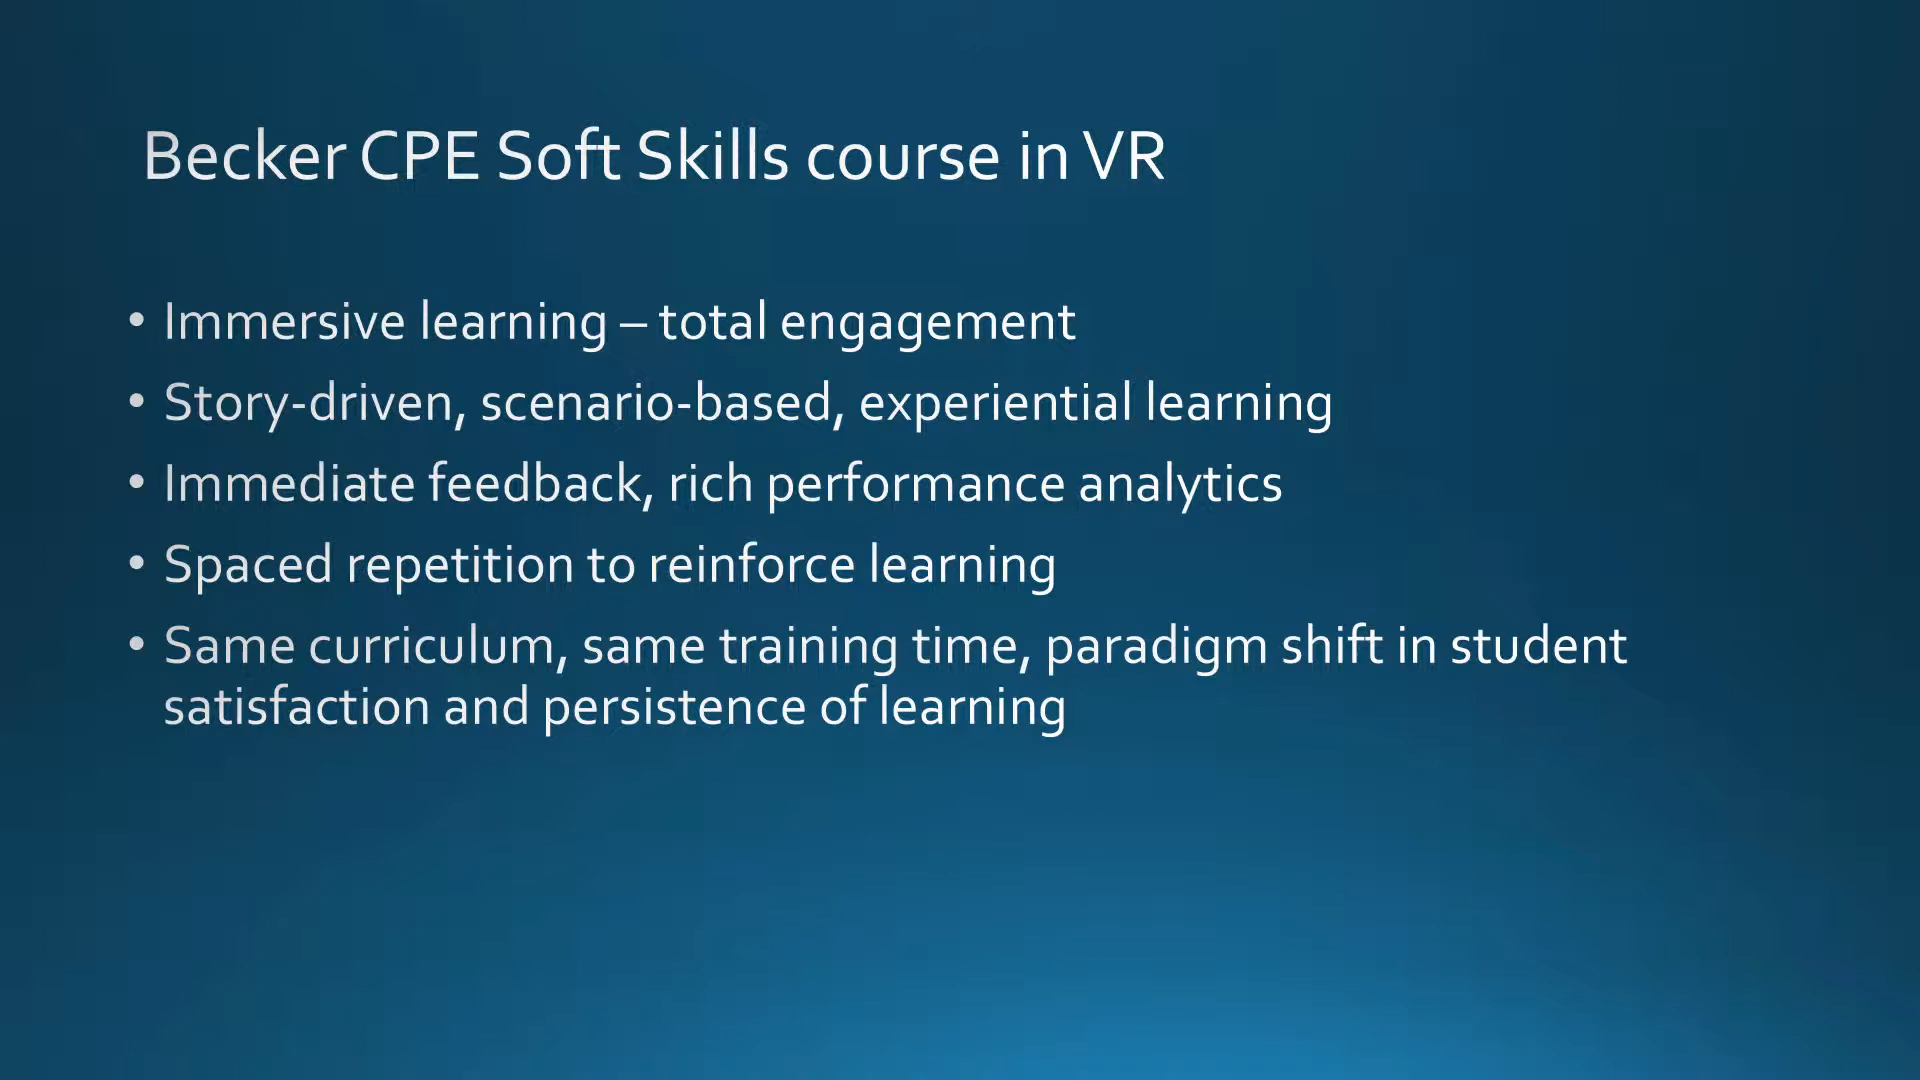 Becker CPE Soft Skills course in VR
• Immersive learning – total engagement
• Story-driven, scenario-based, experiential learning
• Immediate feedback, rich performance analytics
• Spaced repetition to reinforce learning
• Same curriculum, same training time, paradigm shift in student
satisfaction and persistence of learning